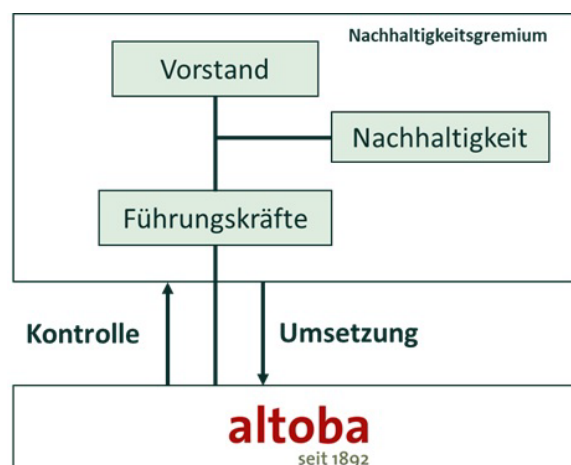 Nachhaltigkeitsgremium
Vorstand
Nachhaltigkeit
Führungskräfte
Kontrolle
Umsetzung
altoba
seit 1892